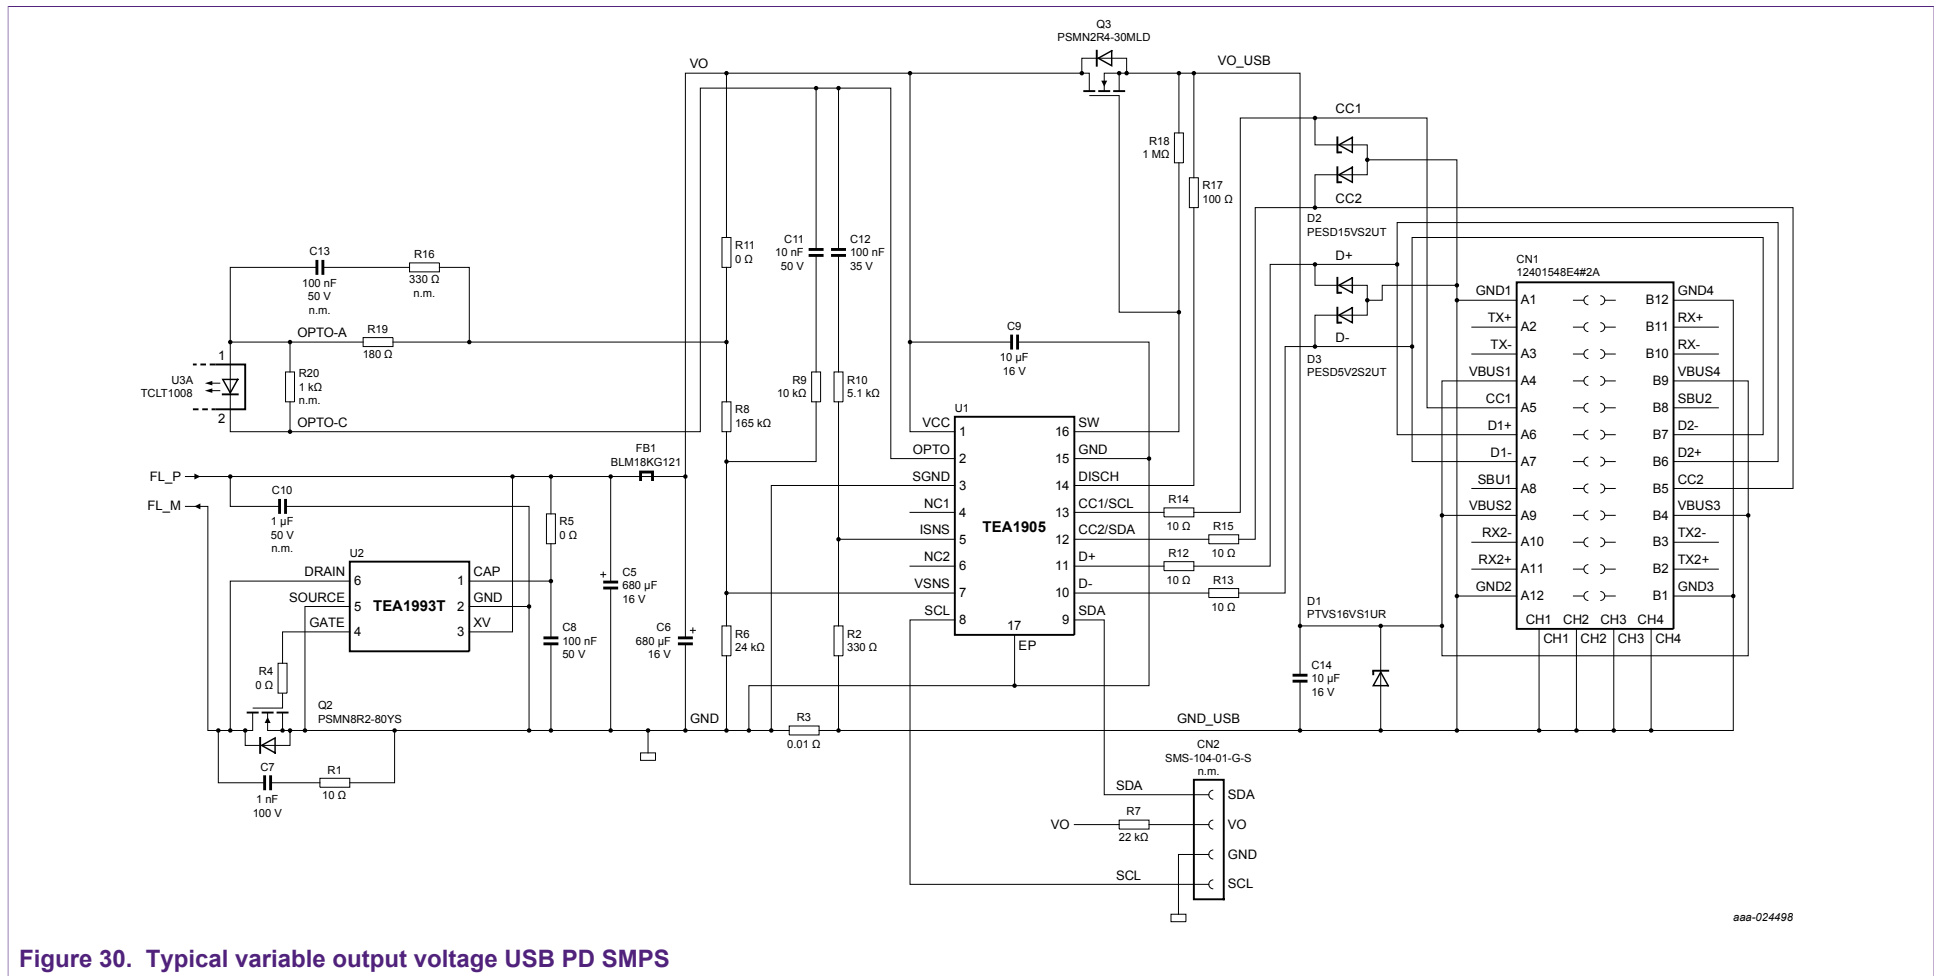 Q3
PSMN2R4-30MLD
VO
VO_USB
CC1
R18
1 MΩ
R17
100 Ω
CC2
D2
PESD15VS2UT
C13
100 nF
50 V
n.m.
R16
330 Ω
n.m.
R11
0 Ω
C11
10 nF
50 V
C12
100 nF
35 V
D+
D-
D3
PESD5V2S2UT
OPTO-A
R19
180 Ω
1
U3A
TCLT1008
2
R20
1 kΩ
n.m.
OPTO-C
R9
10 kΩ
R10
5.1 kΩ
R8
165 kΩ
C9
10 µF
16 V
CN1
12401548E4#2A
GND1 A1 B12 GND4
TX+ A2 B11 RX+
TX- A3 B10 RX-
VBUS1 A4 B9 VBUS4
CC1 A5 B8 SBU2
D1+ A6 B7 D2-
D1- A7 B6 D2+
SBU1 A8 B5 CC2
VBUS2 A9 B4 VBUS3
RX2- A10 B3 TX2-
RX2+ A11 B2 TX2+
GND2 A12 B1 GND3
CH1 CH2 CH3 CH4
CH1 CH2 CH3 CH4
U1
VCC 1 16 SW
OPTO 2 15 GND
SGND 3 14 DISCH
NC1 4 13 CC1/SCL
TEA1905
ISNS 5 12 CC2/SDA
NC2 6 11 D+
VSNS 7 10 D-
SCL 8 9 SDA
17
EP
R14
10 Ω
R15
10 Ω
R12
10 Ω
R13
10 Ω
FB1
BLM18KG121
FL_P
FL_M
C10
1 µF
50 V
n.m.
R5
0 Ω
U2
DRAIN 6 1 CAP
SOURCE 5 2 GND
GATE 4 3 XV
TEA1993T
C5
680 µF
16 V
+
C8
100 nF
50 V
C6
680 µF
16 V
+
R6
24 kΩ
R2
330 Ω
R4
0 Ω
Q2
PSMN8R2-80YS
D1
PTVS16VS1UR
C14
10 µF
16 V
GND
R3
0.01 Ω
GND_USB
C7
1 nF
100 V
R1
10 Ω
CN2
SMS-104-01-G-S
n.m.
SDA SDA
VO R7 VO
22 kΩ
GND
SCL SCL
aaa-024498
Figure 30. Typical variable output voltage USB PD SMPS